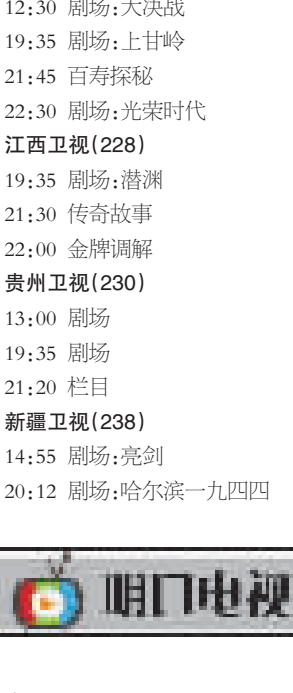 12:30 剧场:大决战
19:35 剧场:上甘岭
21:45 百寿探秘
22:30 剧场:光荣时代
江西卫视(228)
19:35 剧场:潜渊
21:30 传奇故事
22:00 金牌调解
贵州卫视(230)
13:00 剧场
19:35 剧场
21:20 栏目
新疆卫视(238)
14:55 剧场:亮剑
20:12 剧场:哈尔滨一九四四
明日电视